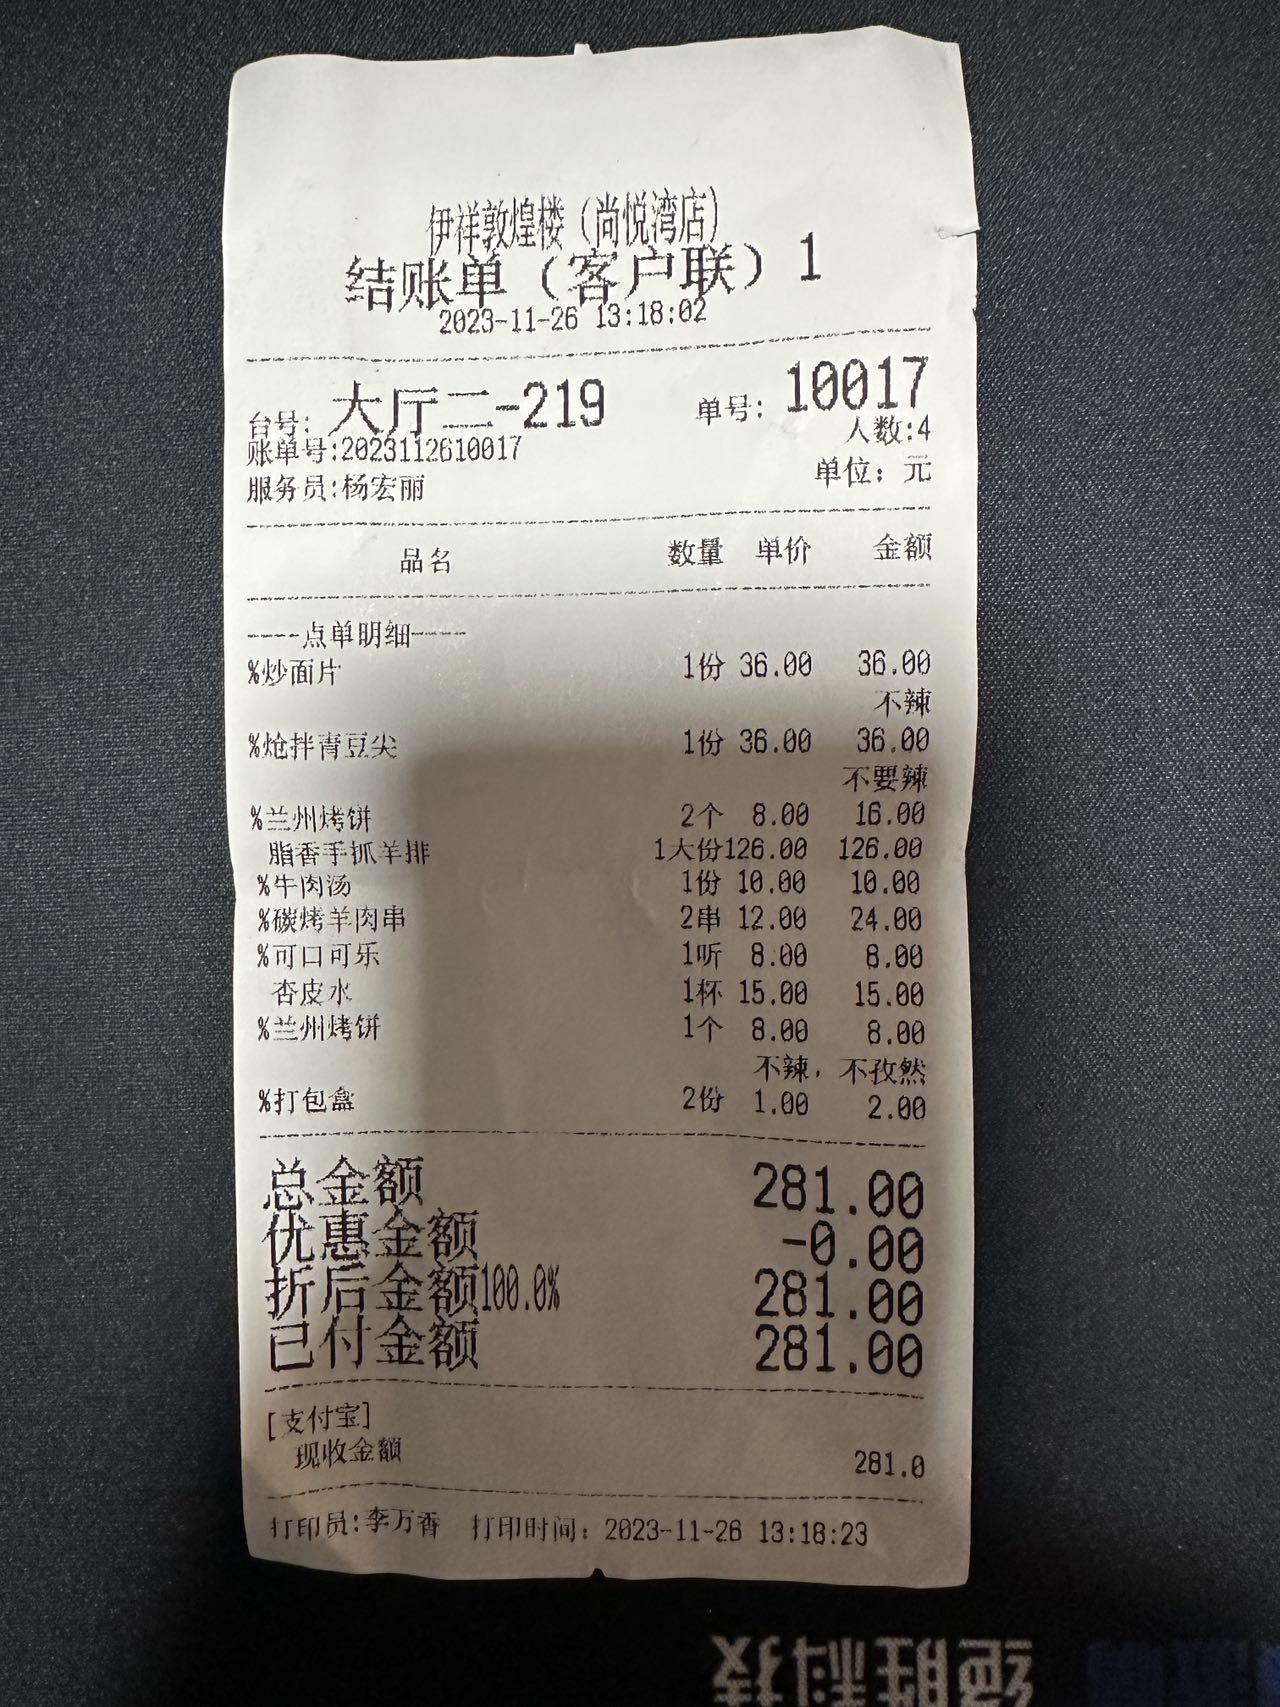 伊祥敦煌楼（尚悦湾店）
结账单（客户联）1
2023-11-26 13:18:02
台号：大厅二-219 单号：10017
人数:4
账单号:2023112610017
服务员:杨宏丽 单位：元
品名 数量 单价 金额
----点单明细----
%炒面片 1份 36.00 36.00
不辣
%炝拌青豆尖 1份 36.00 36.00
不要辣
%兰州烤饼 2个 8.00 16.00
脂香手抓羊排 1大份126.00 126.00
%牛肉汤 1份 10.00 10.00
%碳烤羊肉串 2串 12.00 24.00
%可口可乐 1听 8.00 8.00
杏皮水 1杯 15.00 15.00
%兰州烤饼 1个 8.00 8.00
不辣，不孜然
%打包盒 2份 1.00 2.00
总金额 281.00
优惠金额 -0.00
折后金额100.0% 281.00
已付金额 281.00
[支付宝]
现收金额 281.0
打印员:李万香 打印时间：2023-11-26 13:18:23
绝胜科技